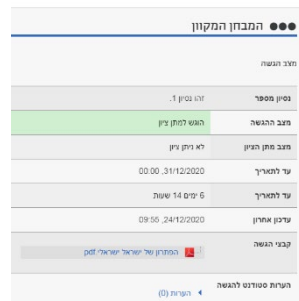 המבחן המקוון
מצב הגשה
נסיון מספר זהו נסיון 1.
מצב ההגשה הוגש למתן ציון
מצב מתן הציון לא ניתן ציון
עד לתאריך 31/12/2020, 00:00
עד לתאריך 6 ימים 14 שעות
עדכון אחרון 24/12/2020, 09:55
קבצי הגשה הפתרון של ישראל ישראלי.pdf
הערות סטודנט להגשה
הערות (0)